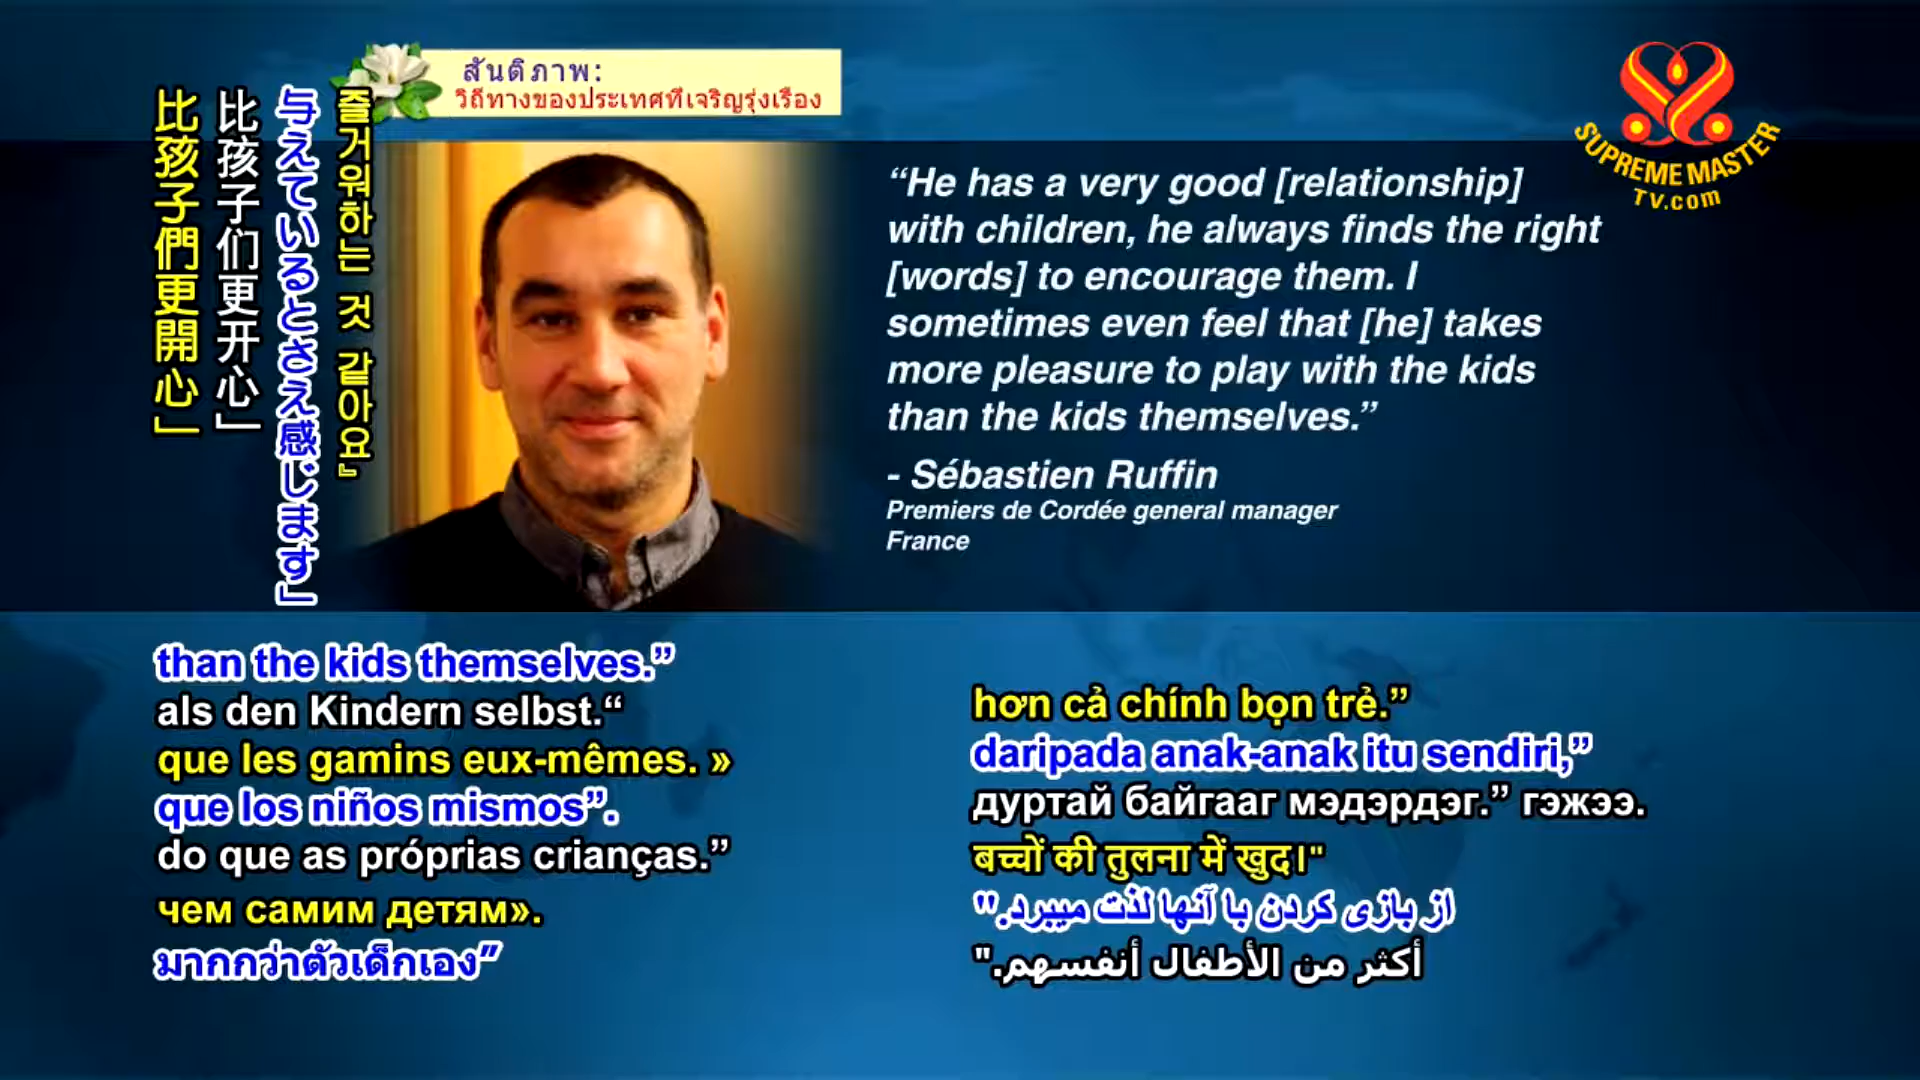 สันติภาพ:
วิถีทางของประเทศที่เจริญรุ่งเรือง
SUPREME MASTER
TV.com
즐거워하는 것 같아요』
与えているとさえ感じます」
比孩子们更开心」
比孩子們更開心」
“He has a very good [relationship]
with children, he always finds the right
[words] to encourage them. I
sometimes even feel that [he] takes
more pleasure to play with the kids
than the kids themselves.”
- Sébastien Ruffin
Premiers de Cordée general manager
France
than the kids themselves.”
als den Kindern selbst.“
que les gamins eux-mêmes. »
que los niños mismos”.
do que as próprias crianças.”
чем самим детям».
มากกว่าตัวเด็กเอง”
hơn cả chính bọn trẻ.”
daripada anak-anak itu sendiri,”
дуртай байгааг мэдэрдэг.” гэжээ.
बच्चों की तुलना में खुद।"
از بازی کردن با آنها لذت میبرد."
أكثر من الأطفال أنفسهم."